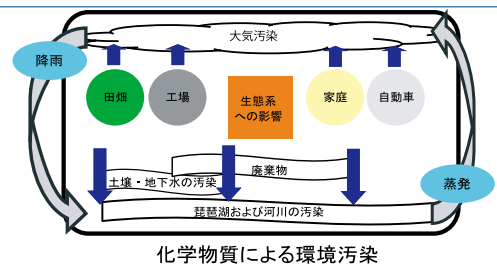 大気汚染
降雨
田畑
工場
生態系
への影響
家庭
自動車
廃棄物
土壌・地下水の汚染
蒸発
琵琶湖および河川の汚染
化学物質による環境汚染